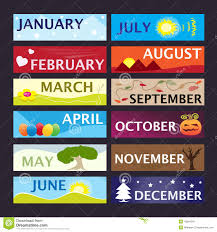 JANUARY
FEBRUARY
MARCH
APRIL
MAY
JUNE
JULY
AUGUST
SEPTEMBER
OCTOBER
NOVEMBER
DECEMBER